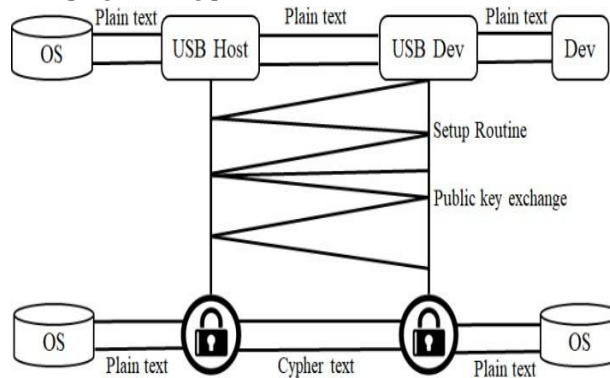 Plain text
Plain text
Plain text
OS
USB Host
USB Dev
Dev
Setup Routine
Public key exchange
OS
OS
Plain text
Cypher text
Plain text